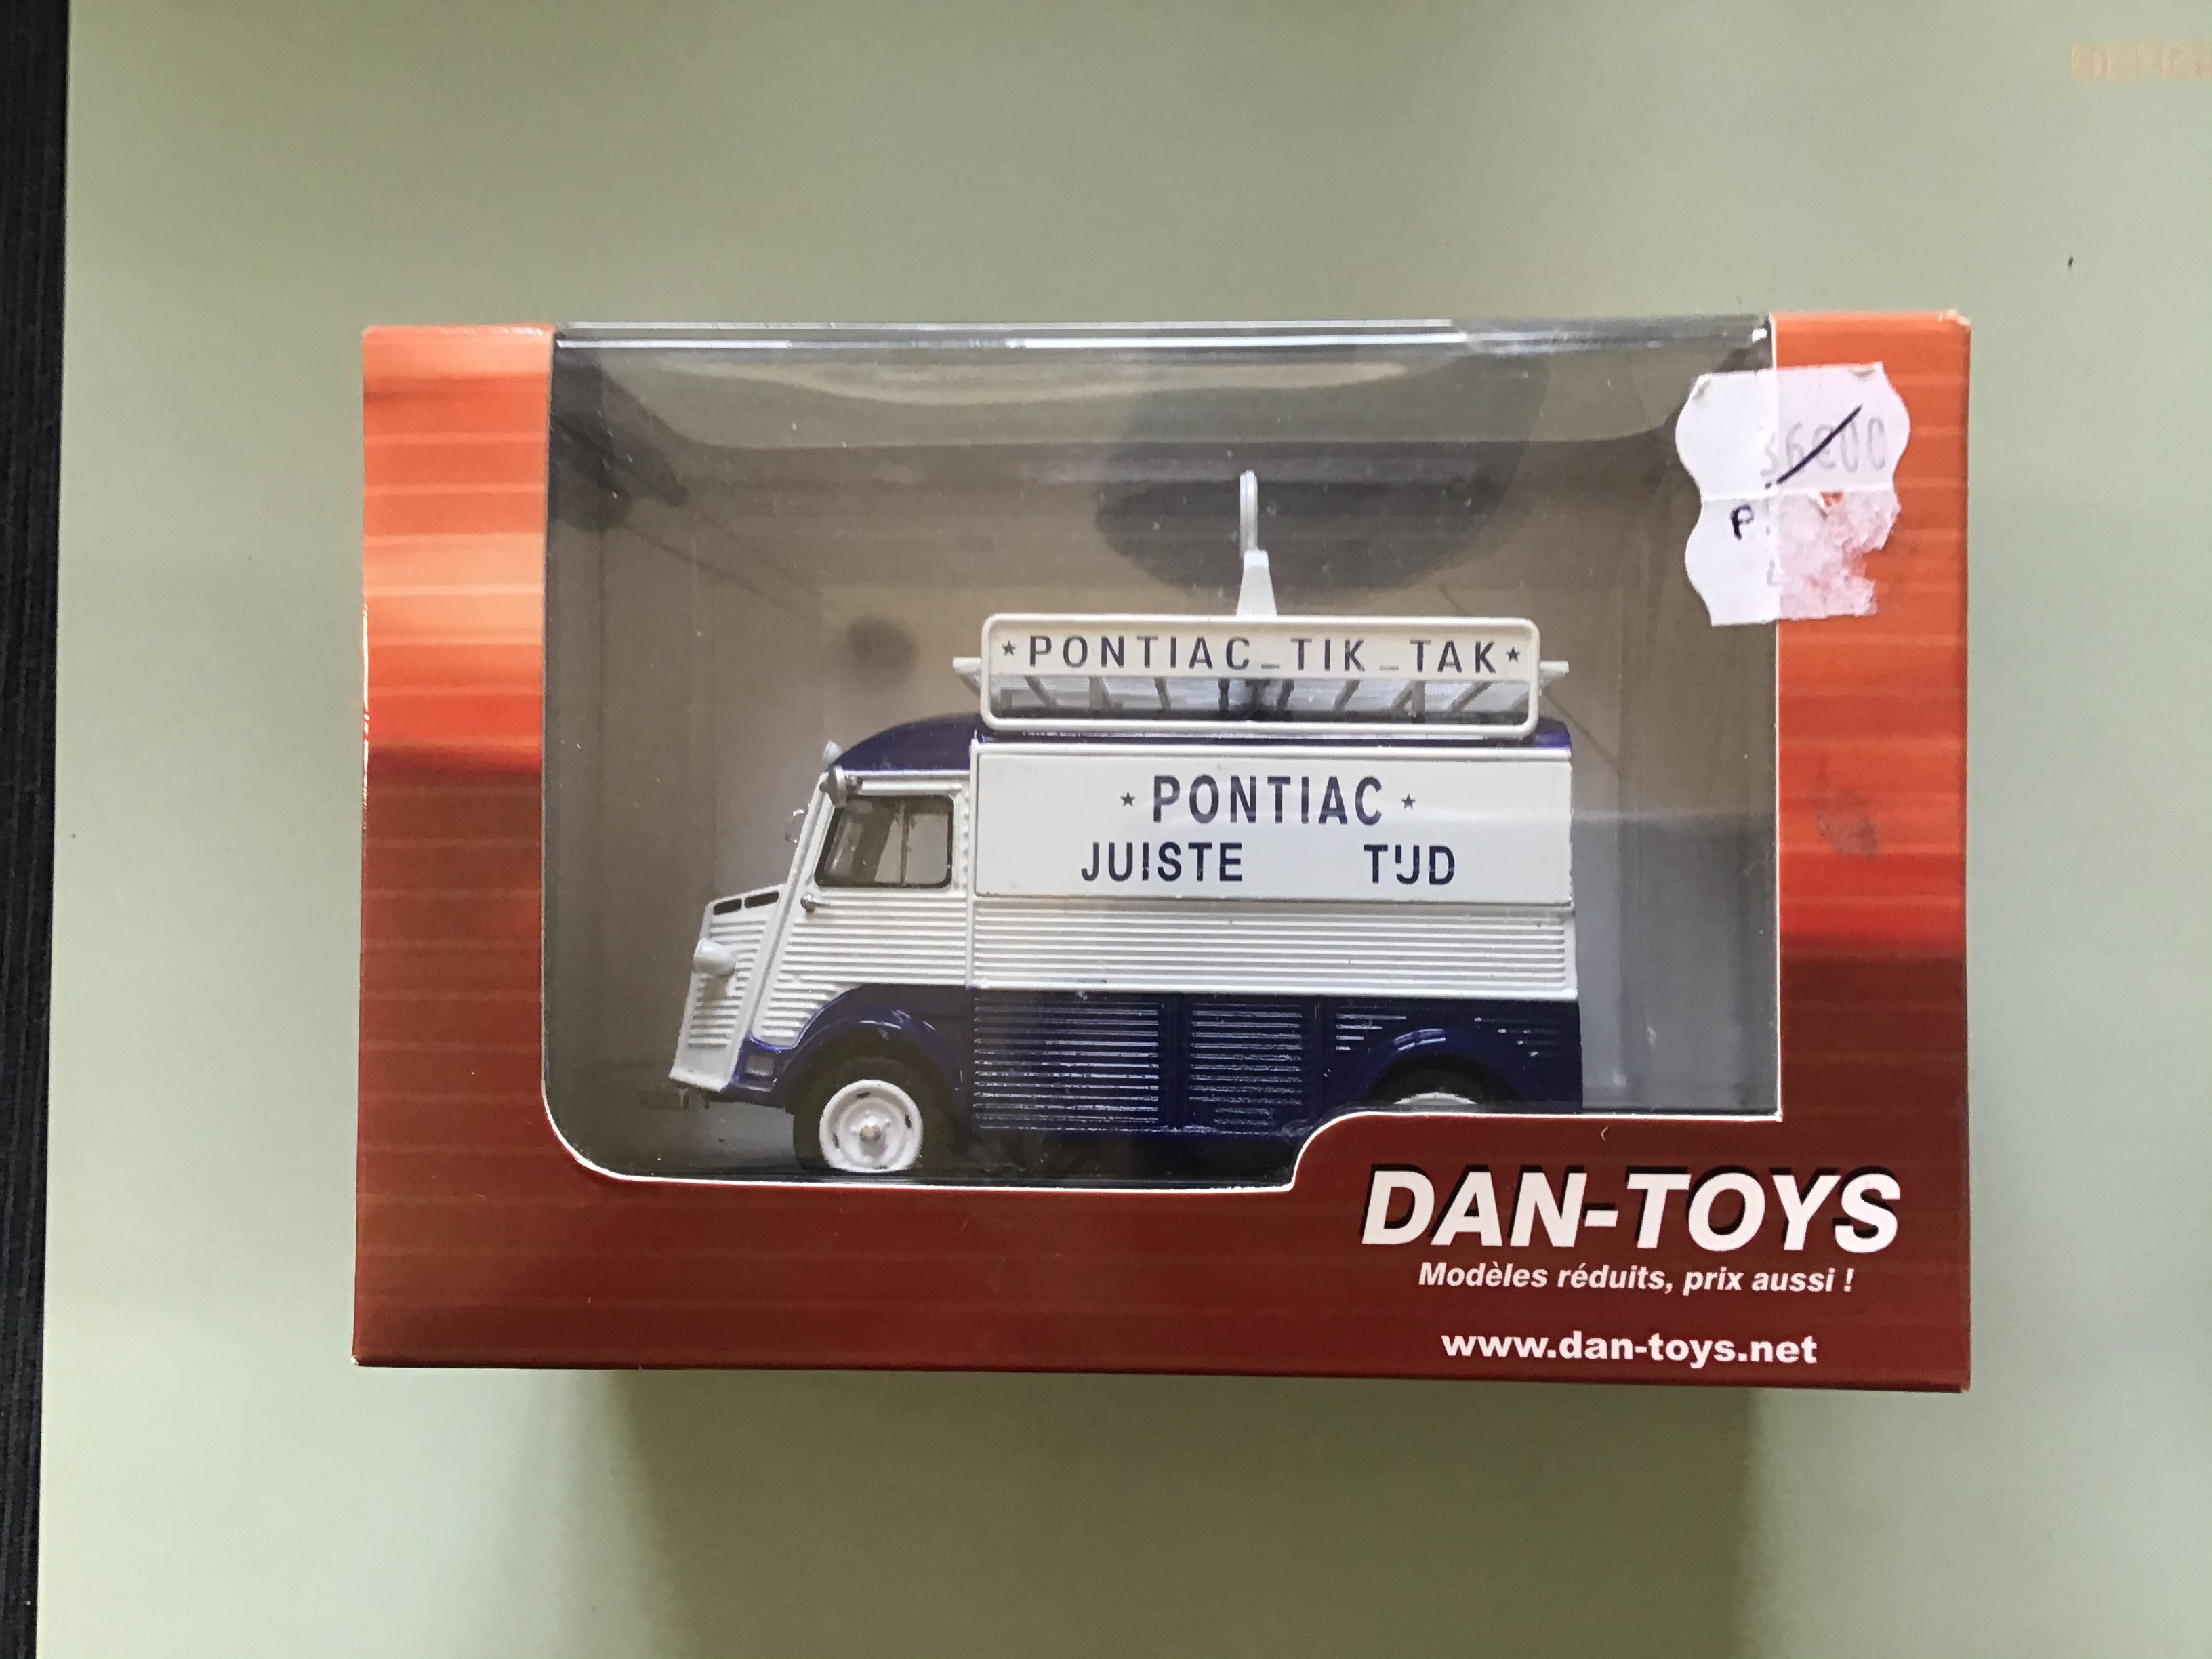 ★PONTIAC_TIK_TAK★
★PONTIAC★
JUISTE TIJD
P
DAN-TOYS
Modèles réduits, prix aussi !
www.dan-toys.net